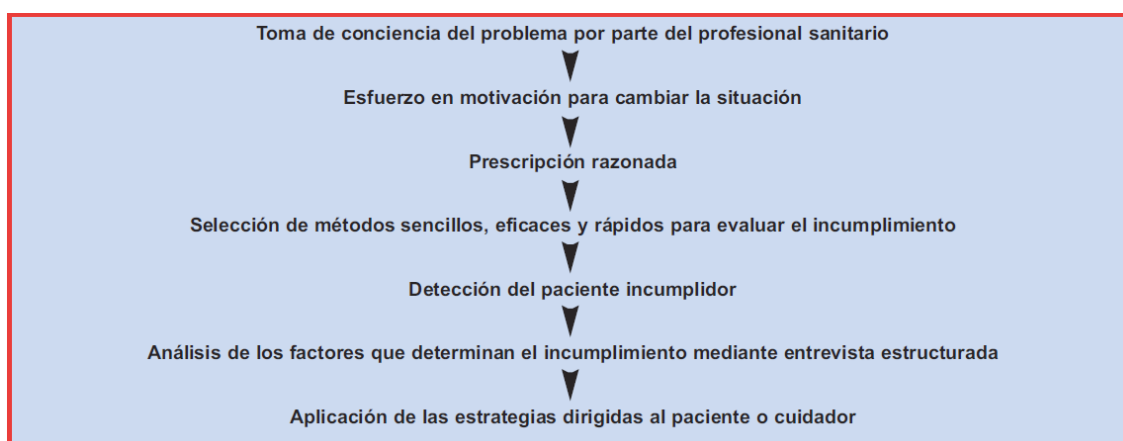 Toma de conciencia del problema por parte del profesional sanitario
Esfuerzo en motivación para cambiar la situación
Prescripción razonada
Selección de métodos sencillos, eficaces y rápidos para evaluar el incumplimiento
Detección del paciente incumplidor
Análisis de los factores que determinan el incumplimiento mediante entrevista estructurada
Aplicación de las estrategias dirigidas al paciente o cuidador